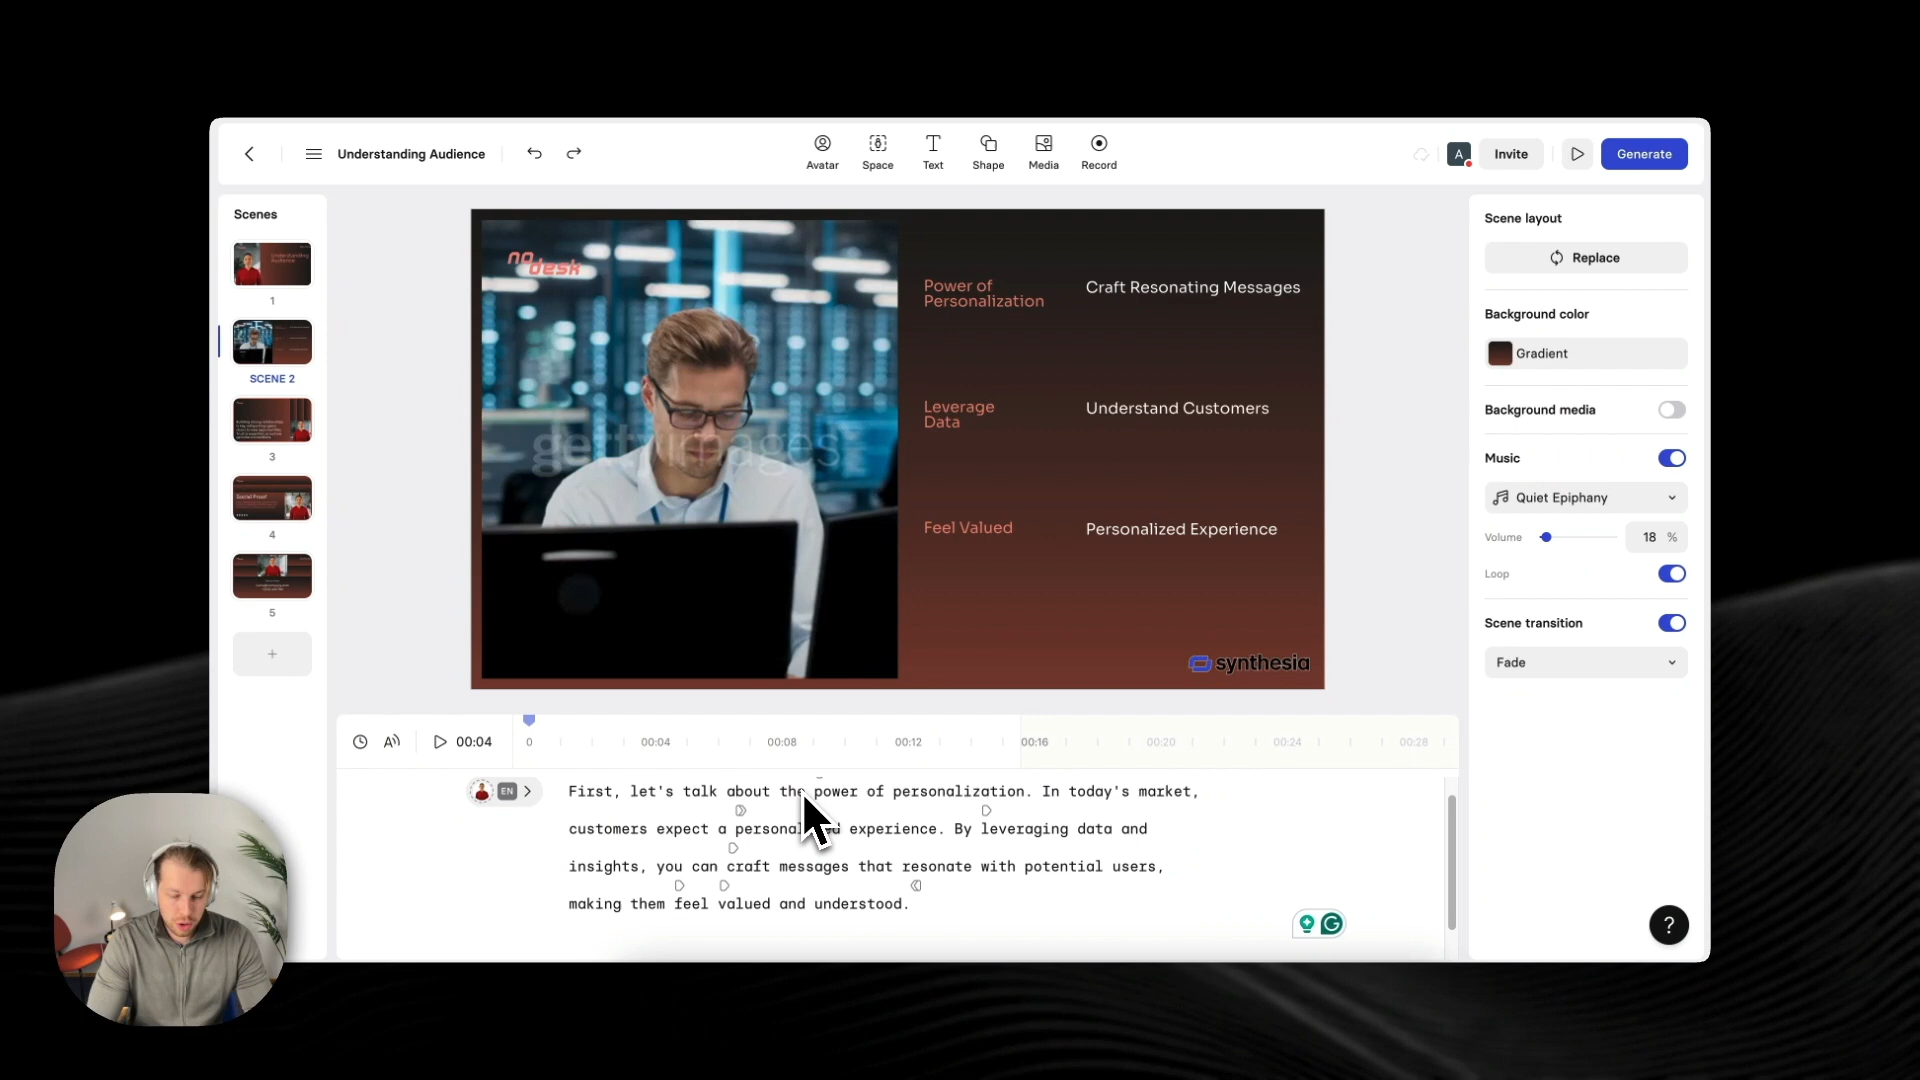 Understanding Audience
Avatar
Space
Text
Shape
Media
Record
A
Invite
Generate
Scenes
1
SCENE 2
3
Social Proof
4
5
+
no
desk
gettyimages
Power of
Personalization
Craft Resonating Messages
Leverage
Data
Understand Customers
Feel Valued
Personalized Experience
synthesia
Scene layout
Replace
Background color
Gradient
Background media
Music
Quiet Epiphany
Volume
18 %
Loop
Scene transition
Fade
A
00:04
0
00:04
00:08
00:12
00:16
00:20
00:24
00:28
EN
First, let's talk about the power of personalization. In today's market,
customers expect a personalized experience. By leveraging data and
insights, you can craft messages that resonate with potential users,
making them feel valued and understood.
G
?